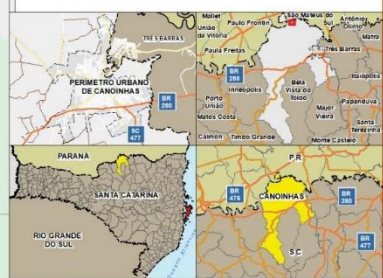 TRÊS BARRAS
PERÍMETRO URBANO
DE CANOINHAS
BR
280
SC
477
Mallet
São Mateus do
Sul
Antônio
Olinto
União
da Vitória
Paulo Frontin
Paula Freitas
Três Barras
Mafra
BR
280
Irineópolis
Bela
Vista do
Toldo
Itaiópolis
Porto
União
Major
Vieira
Papanduva
Matos Costa
Santa
Terezinha
Calmon
Timbó Grande
Monte Castelo
PARANÁ
SANTA CATARINA
RIO GRANDE
DO SUL
PR
BR
476
CANOINHAS
BR
280
SC
BR
477